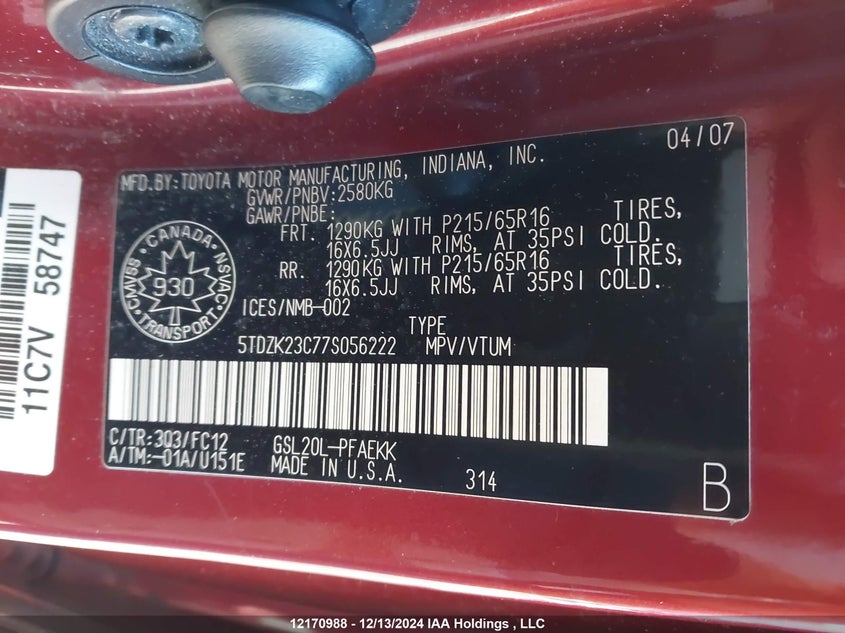 04/07
MFD.BY:TOYOTA MOTOR MANUFACTURING, INDIANA, INC.
GVWR/PNBV:2580KG
GAWR/PNBE:
FRT. 1290KG WITH P215/65R16 TIRES,
16X6.5JJ RIMS, AT 35PSI COLD.
RR. 1290KG WITH P215/65R16 TIRES,
16X6.5JJ RIMS, AT 35PSI COLD.
CANADA
CMVSS NSVAC
930
TRANSPORT
ICES/NMB-002
TYPE
5TDZK23C77S056222 MPV/VTUM
C/TR:3Q3/FC12 GSL20L-PFAEKK
A/TM:-01A/U151E MADE IN U.S.A. 314
B
11C7V 58747
12170988 - 12/13/2024 IAA Holdings , LLC